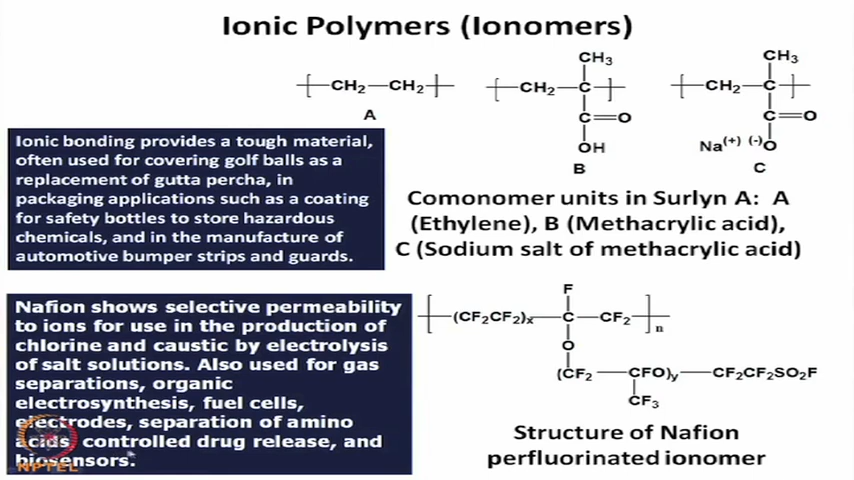 Ionic Polymers (Ionomers)
CH₂—CH₂
A
CH₃
CH₂—C
C=O
OH
B
CH₃
CH₂—C
C=O
Na(+) (-)O
C
Ionic bonding provides a tough material,
often used for covering golf balls as a
replacement of gutta percha, in
packaging applications such as a coating
for safety bottles to store hazardous
chemicals, and in the manufacture of
automotive bumper strips and guards.
Comonomer units in Surlyn A: A
(Ethylene), B (Methacrylic acid),
C (Sodium salt of methacrylic acid)
Nafion shows selective permeability
to ions for use in the production of
chlorine and caustic by electrolysis
of salt solutions. Also used for gas
separations, organic
electrosynthesis, fuel cells,
electrodes, separation of amino
acids, controlled drug release, and
biosensors.
NPTEL
F
(CF₂CF₂)x—C—CF₂
n
O
(CF₂—CFO)y—CF₂CF₂SO₂F
CF₃
Structure of Nafion
perfluorinated ionomer